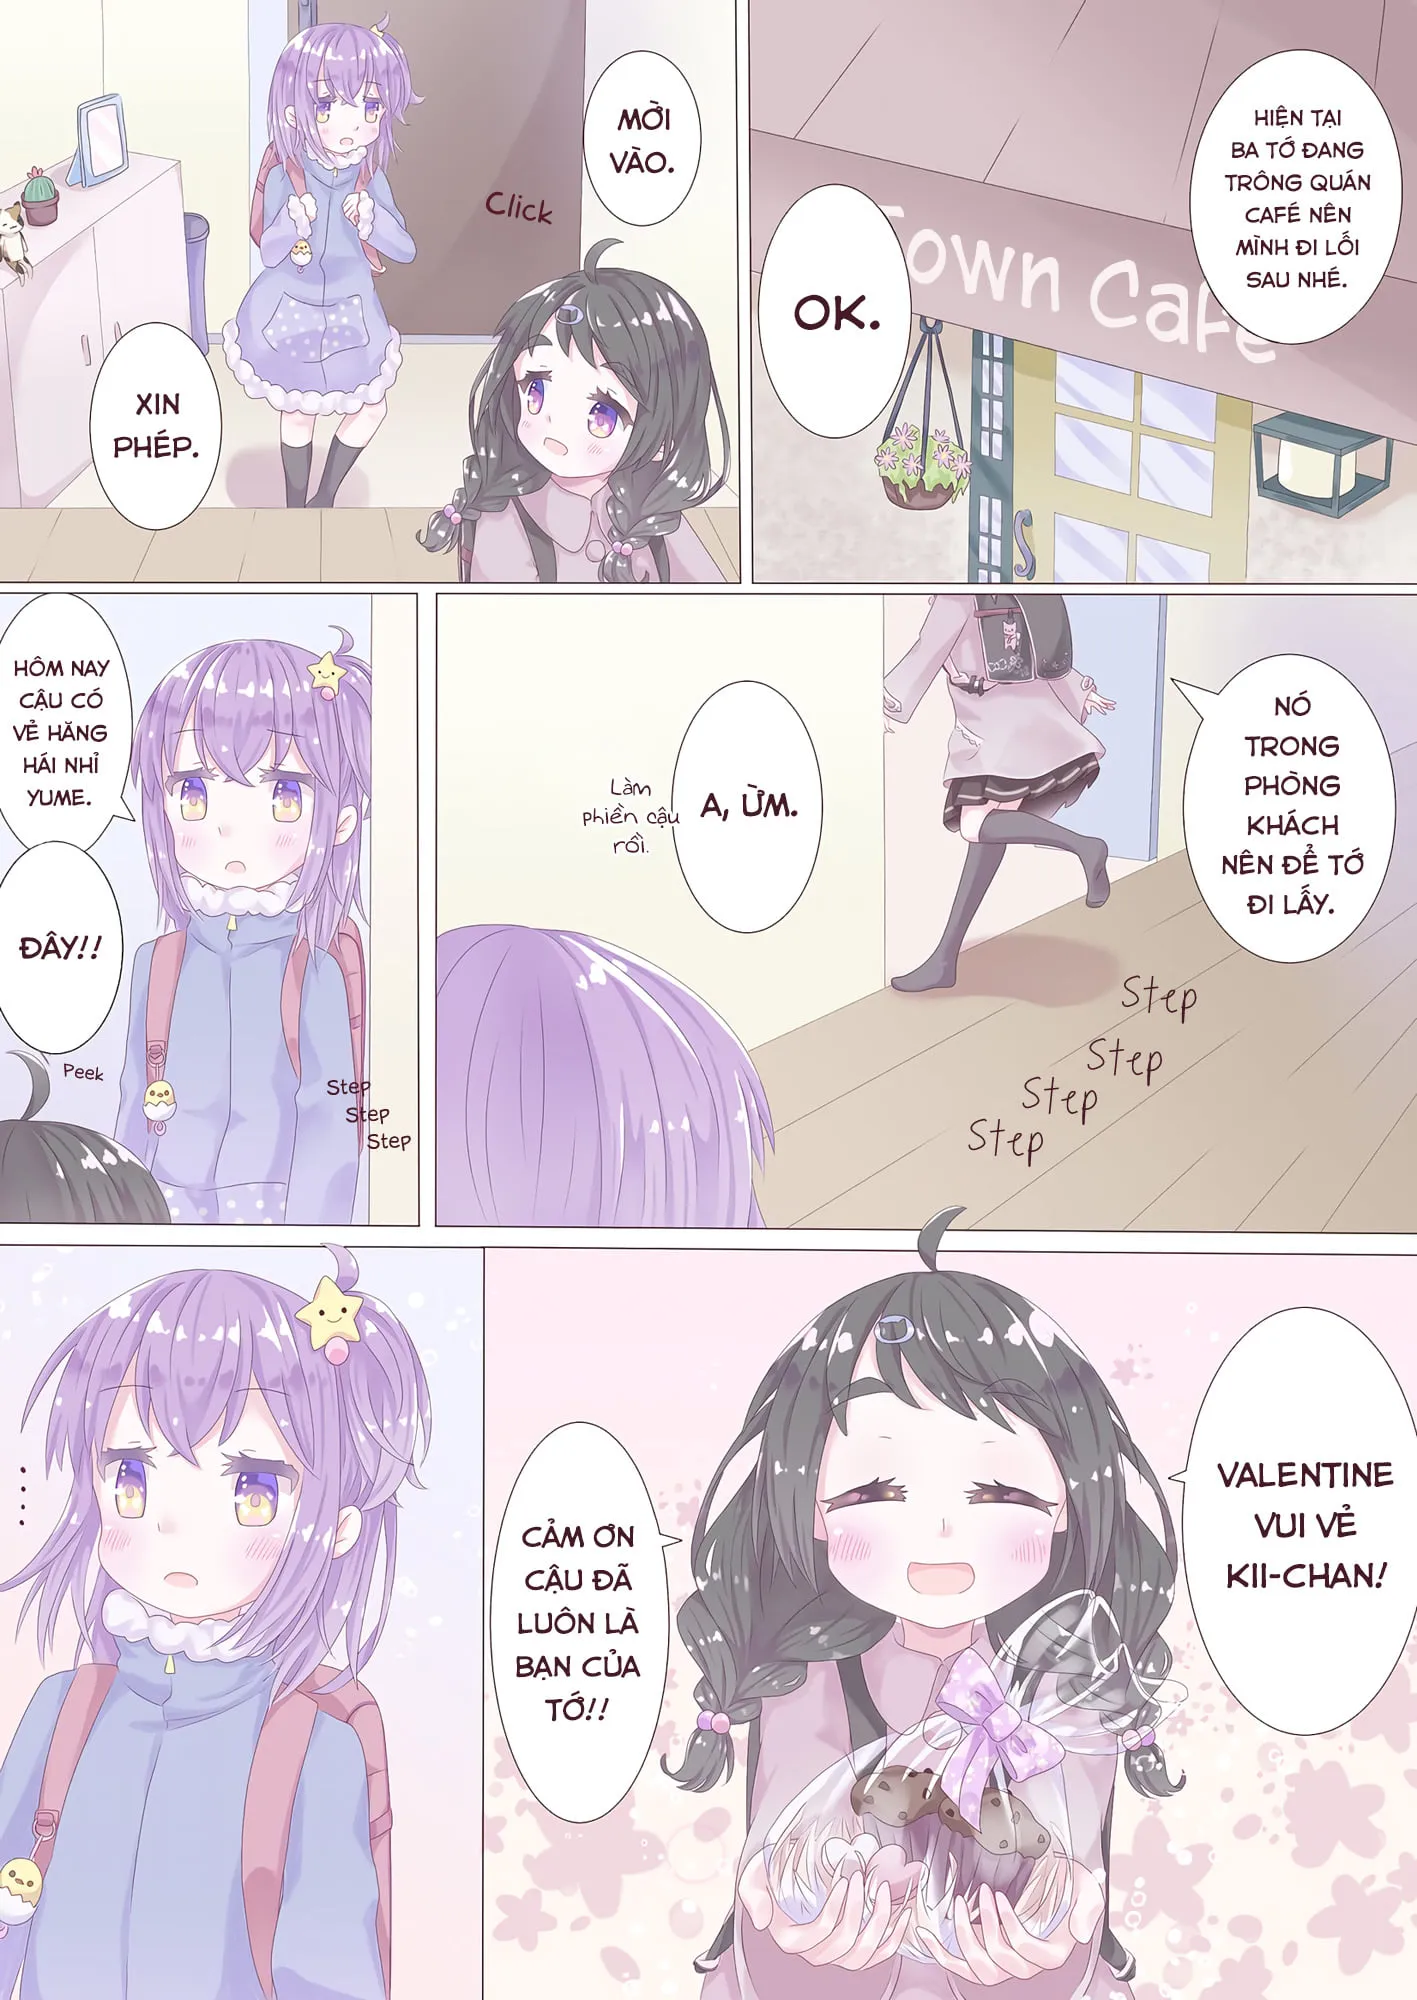 HIỆN TẠI
BA TỚ ĐANG
TRÔNG QUÁN
CAFÉ NÊN
MÌNH ĐI LỐI
SAU NHÉ.
OK.
Town Café
MỜI
VÀO.
Click
XIN
PHÉP.
NÓ
TRONG
PHÒNG
KHÁCH
NÊN ĐỂ TỚ
ĐI LẤY.
A, ỪM.
Làm
phiền cậu
rồi.
Step
Step
Step
Step
HÔM NAY
CẬU CÓ
VẺ HĂNG
HÁI NHỈ
YUME.
ĐÂY!!
Peek
Step
Step
Step
VALENTINE
VUI VẺ
KII-CHAN!
CẢM ƠN
CẬU ĐÃ
LUÔN LÀ
BẠN CỦA
TỚ!!
....